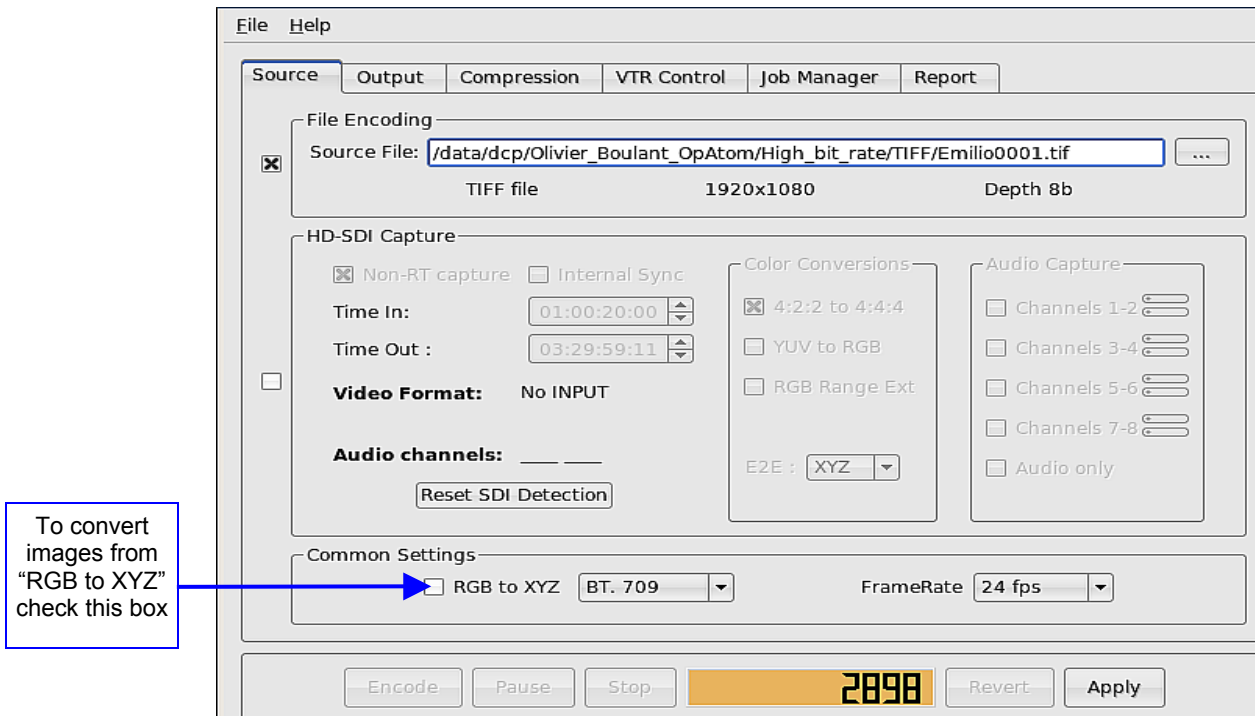 File Help
Source Output Compression VTR Control Job Manager Report
File Encoding
Source File: /data/dcp/Olivier_Boulant_OpAtom/High_bit_rate/TIFF/Emilio0001.tif ...
TIFF file 1920x1080 Depth 8b
HD-SDI Capture
Non-RT capture Internal Sync
Time In: 01:00:20:00
Time Out : 03:29:59:11
Video Format: No INPUT
Audio channels: ____ ____
Reset SDI Detection
Color Conversions
4:2:2 to 4:4:4
YUV to RGB
RGB Range Ext
E2E : XYZ
Audio Capture
Channels 1-2
Channels 3-4
Channels 5-6
Channels 7-8
Audio only
To convert
images from
“RGB to XYZ”
check this box
Common Settings
RGB to XYZ BT. 709 FrameRate 24 fps
Encode Pause Stop 2898 Revert Apply